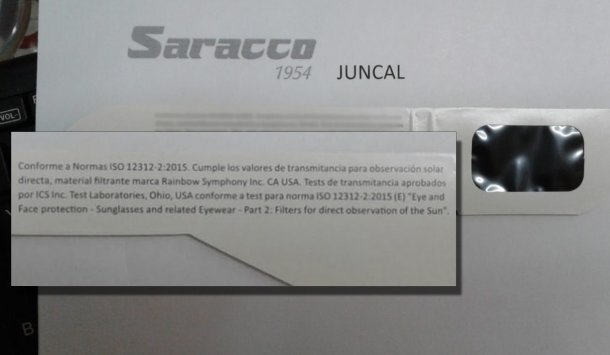 Saracco
1954 JUNCAL
VOL-
Conforme a Normas ISO 12312-2:2015. Cumple los valores de transmitancia para observación solar
directa, material filtrante marca Rainbow Symphony Inc. CA USA. Tests de transmitancia aprobados
por ICS Inc. Test Laboratories, Ohio, USA conforme a test para norma ISO 12312-2:2015 (E) "Eye and
Face protection - Sunglasses and related Eyewear - Part 2: Filters for direct observation of the Sun".
B